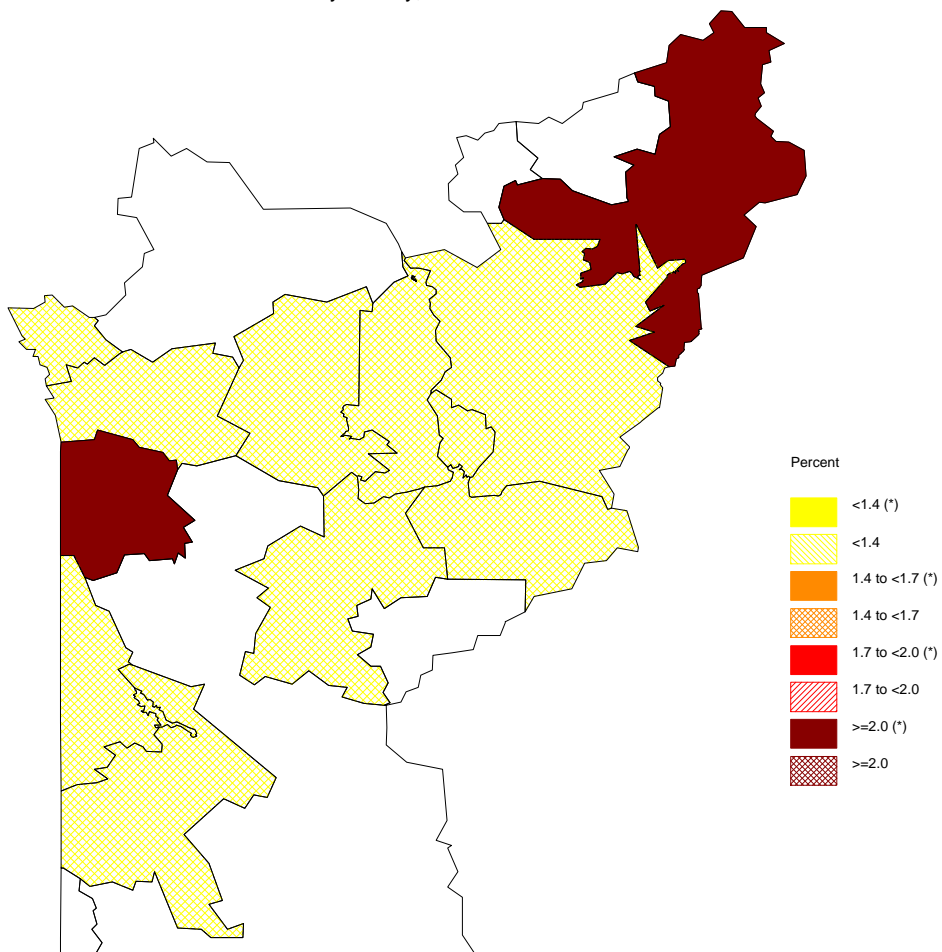 Percent
<1.4 (*)
<1.4
1.4 to <1.7 (*)
1.4 to <1.7
1.7 to <2.0 (*)
1.7 to <2.0
>=2.0 (*)
>=2.0